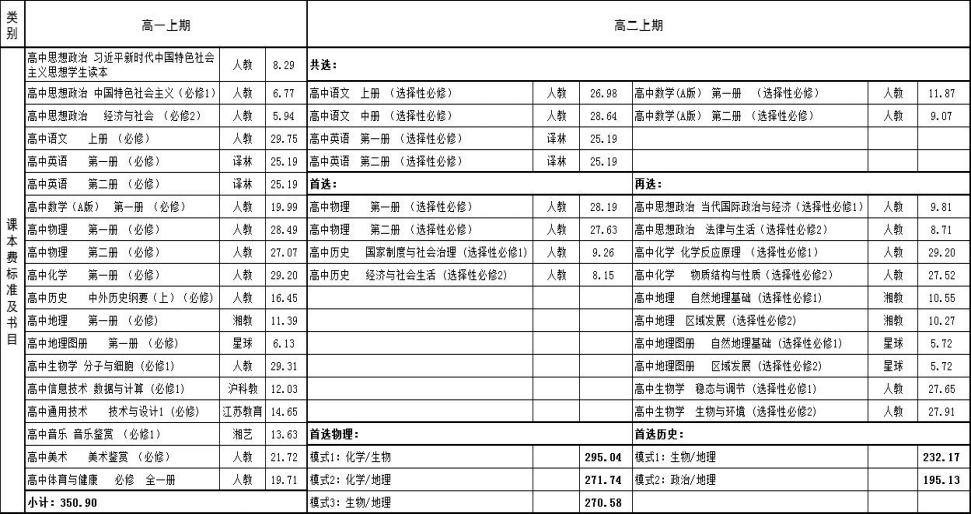 类别 高一上期 高二上期
课本费标准及书目
高中思想政治 习近平新时代中国特色社会主义思想学生读本 人教 8.29 共选：
高中思想政治 中国特色社会主义（必修1） 人教 6.77 高中语文 上册 （选择性必修） 人教 26.98 高中数学(A版) 第一册 （选择性必修） 人教 11.87
高中思想政治 经济与社会 （必修2） 人教 5.94 高中语文 中册 （选择性必修） 人教 28.64 高中数学(A版) 第二册 （选择性必修） 人教 9.07
高中语文 上册 （必修） 人教 29.75 高中英语 第一册 （选择性必修） 译林 25.19
高中英语 第一册 （必修） 译林 25.19 高中英语 第二册 （选择性必修） 译林 25.19
高中英语 第二册 （必修） 译林 25.19 首选： 再选：
高中数学（A版） 第一册 （必修） 人教 19.99 高中物理 第一册 （选择性必修） 人教 28.19 高中思想政治 当代国际政治与经济（选择性必修1） 人教 9.81
高中物理 第一册 （必修） 人教 28.49 高中物理 第二册 （选择性必修） 人教 27.63 高中思想政治 法律与生活（选择性必修2） 人教 8.71
高中物理 第二册 （必修） 人教 27.07 高中历史 国家制度与社会治理（选择性必修1） 人教 9.26 高中化学 化学反应原理 （选择性必修1） 人教 29.20
高中化学 第一册 （必修） 人教 29.20 高中历史 经济与社会生活（选择性必修2） 人教 8.15 高中化学 物质结构与性质（选择性必修2） 人教 27.52
高中历史 中外历史纲要（上）（必修） 人教 16.45 高中地理 自然地理基础（选择性必修1） 湘教 10.55
高中地理 第一册 （必修） 湘教 11.39 高中地理 区域发展（选择性必修2） 湘教 10.27
高中地理图册 第一册 （必修） 星球 6.13 高中地理图册 自然地理基础（选择性必修1） 星球 5.72
高中生物学 分子与细胞（必修1） 人教 29.31 高中地理图册 区域发展（选择性必修2） 星球 5.72
高中信息技术 数据与计算（必修1） 沪科教 12.03 高中生物学 稳态与调节（选择性必修1） 人教 27.65
高中通用技术 技术与设计1（必修） 江苏教育 14.65 高中生物学 生物与环境（选择性必修2） 人教 27.91
高中音乐 音乐鉴赏 （必修1） 湘艺 13.63 首选物理： 首选历史：
高中美术 美术鉴赏 （必修） 人教 21.72 模式1：化学/生物 295.04 模式1：生物/地理 232.17
高中体育与健康 必修 全一册 人教 19.71 模式2：化学/地理 271.74 模式2：政治/地理 195.13
小计：350.90 模式3：生物/地理 270.58